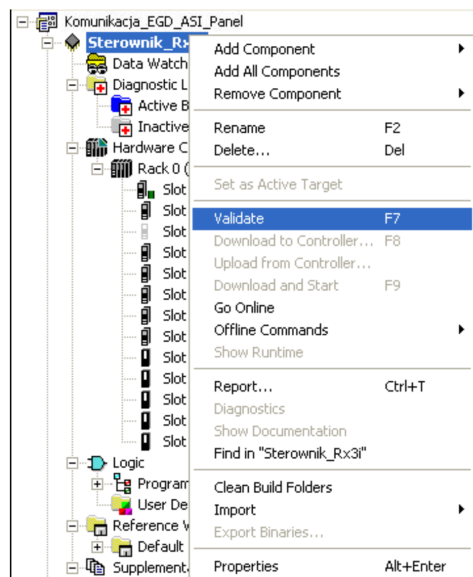 Komunikacja_EGD_ASI_Panel
Sterownik_Rx
Data Watch
Diagnostic L
Active B
Inactive
Hardware C
Rack 0 (
Slot
Slot
Slot
Slot
Slot
Slot
Slot
Slot
Slot
Slot
Slot
Slot
Slot
Logic
Program
User De
Reference V
Default
Supplement
Add Component
Add All Components
Remove Component
Rename F2
Delete... Del
Set as Active Target
Validate F7
Download to Controller... F8
Upload from Controller...
Download and Start F9
Go Online
Offline Commands
Show Runtime
Report... Ctrl+T
Diagnostics
Show Documentation
Find in "Sterownik_Rx3i"
Clean Build Folders
Import
Export Binaries...
Properties Alt+Enter